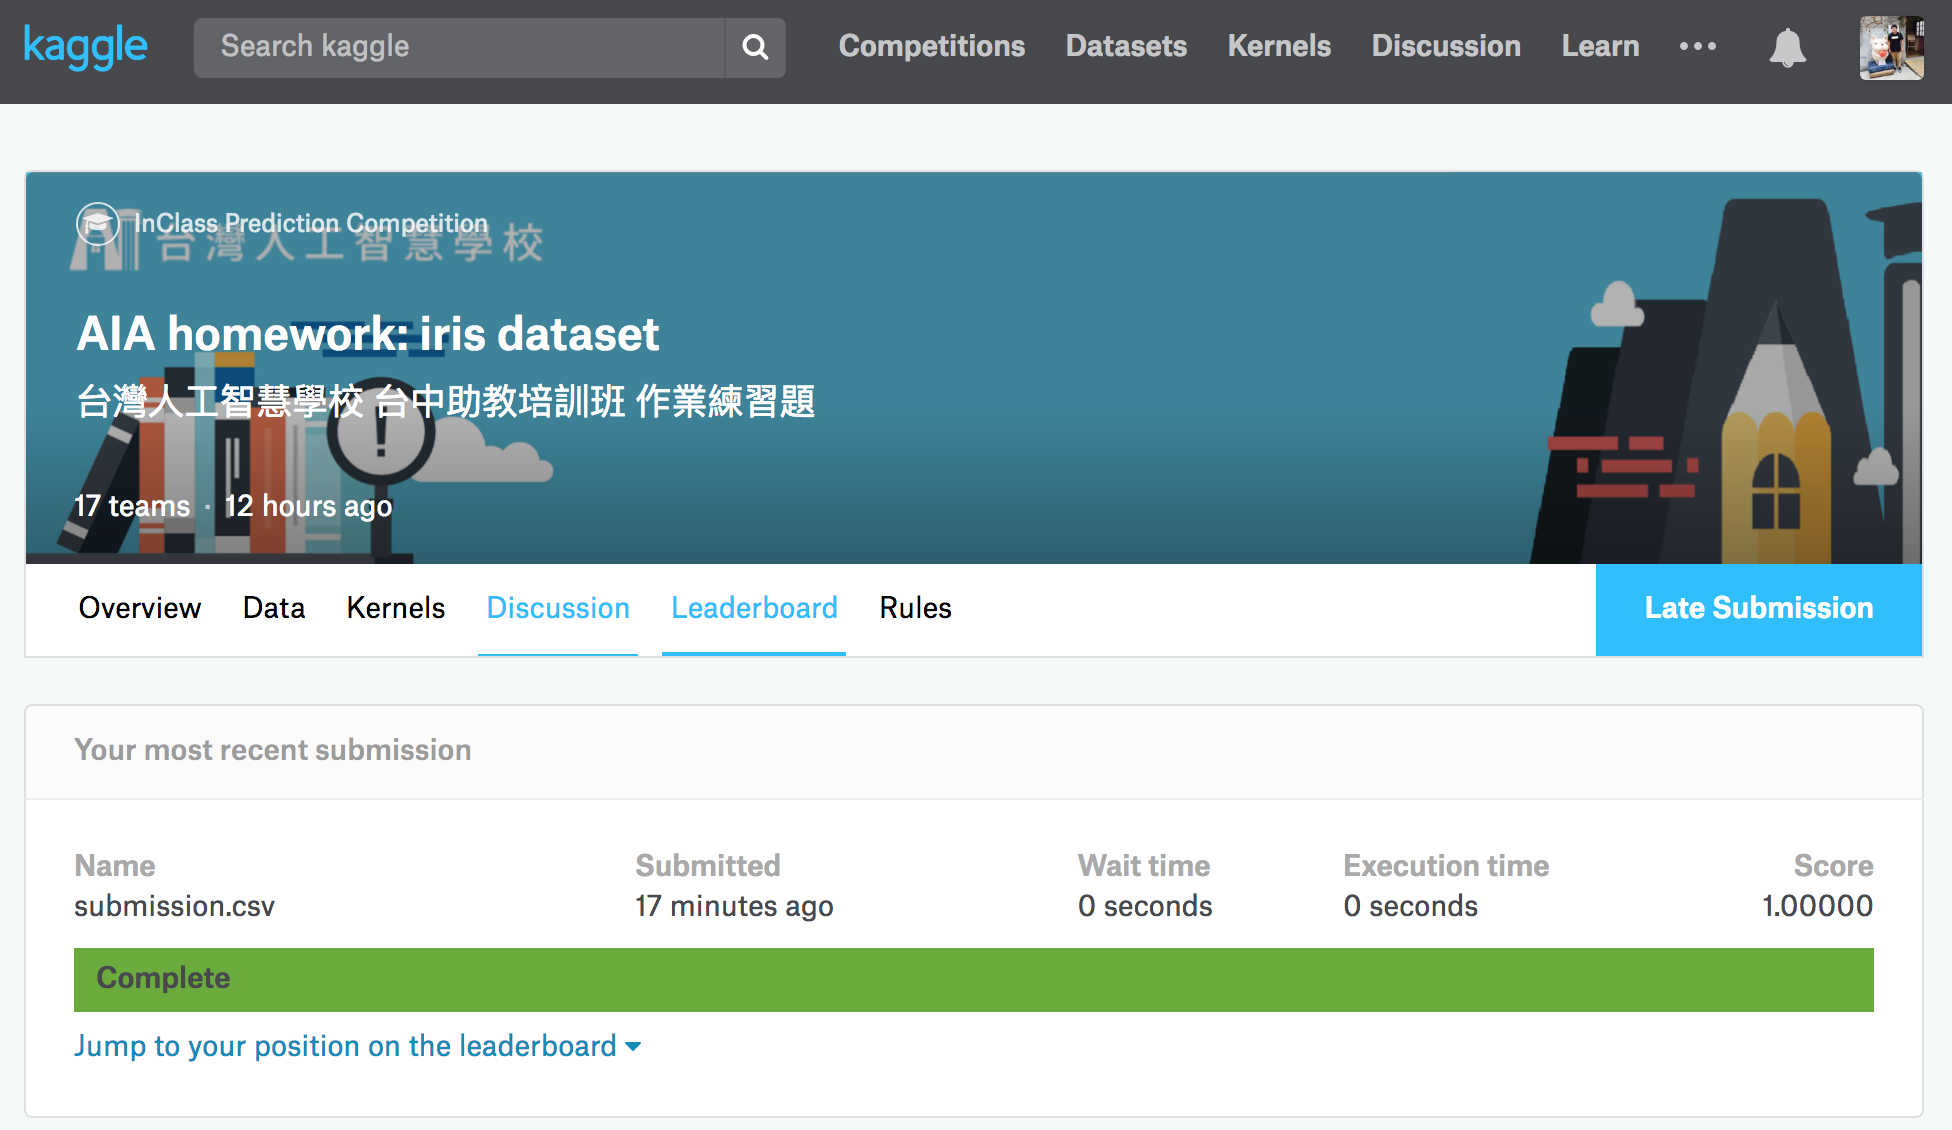 kaggle
Search kaggle
Competitions
Datasets
Kernels
Discussion
Learn
InClass Prediction Competition
台灣人工智慧學校
AIA homework: iris dataset
台灣人工智慧學校 台中助教培訓班 作業練習題
17 teams · 12 hours ago
Overview
Data
Kernels
Discussion
Leaderboard
Rules
Late Submission
Your most recent submission
Name
Submitted
Wait time
Execution time
Score
submission.csv
17 minutes ago
0 seconds
0 seconds
1.00000
Complete
Jump to your position on the leaderboard